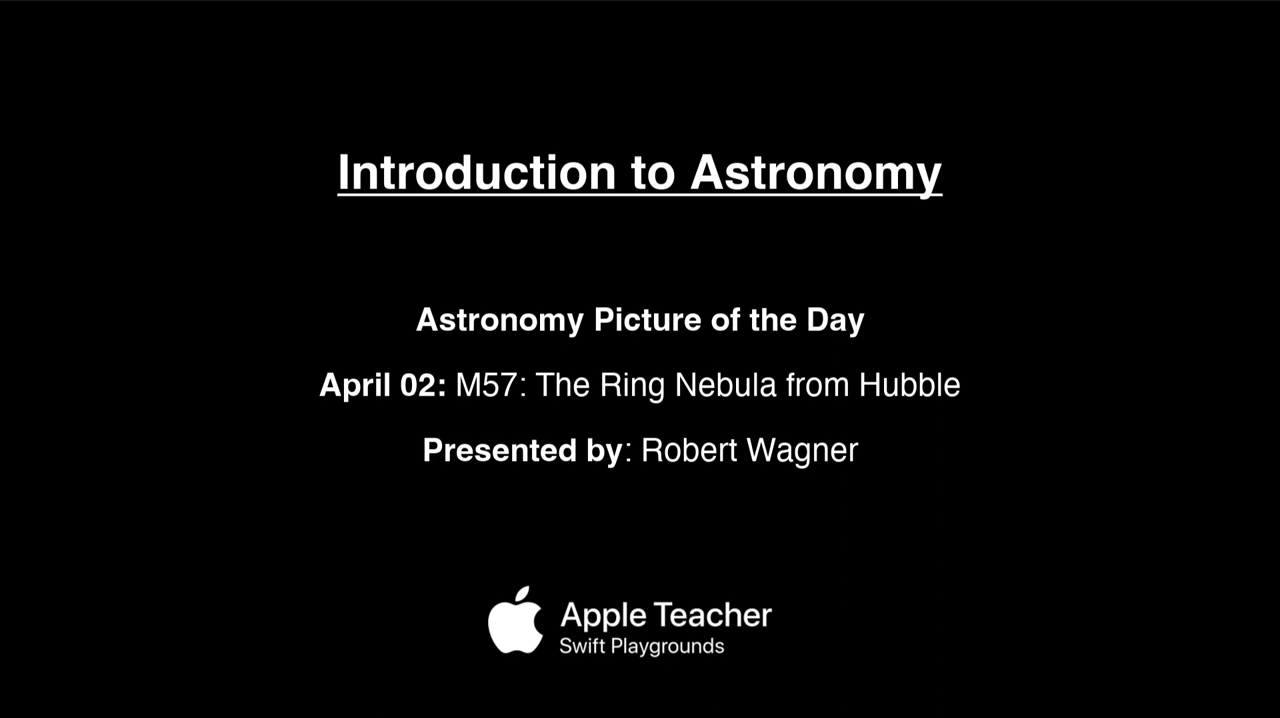 Introduction to Astronomy
Astronomy Picture of the Day
April 02: M57: The Ring Nebula from Hubble
Presented by: Robert Wagner
Apple Teacher
Swift Playgrounds